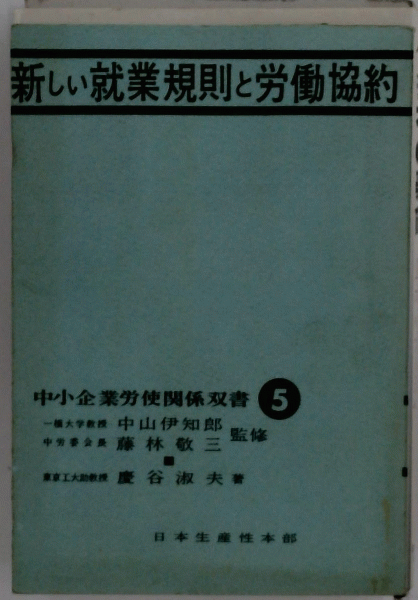 新しい就業規則と労働協約
中小企業労使関係双書 5
一橋大学教授 中山伊知郎
中労委会長 藤林敬三 監修
東京工大助教授 慶谷淑夫 著
日本生産性本部